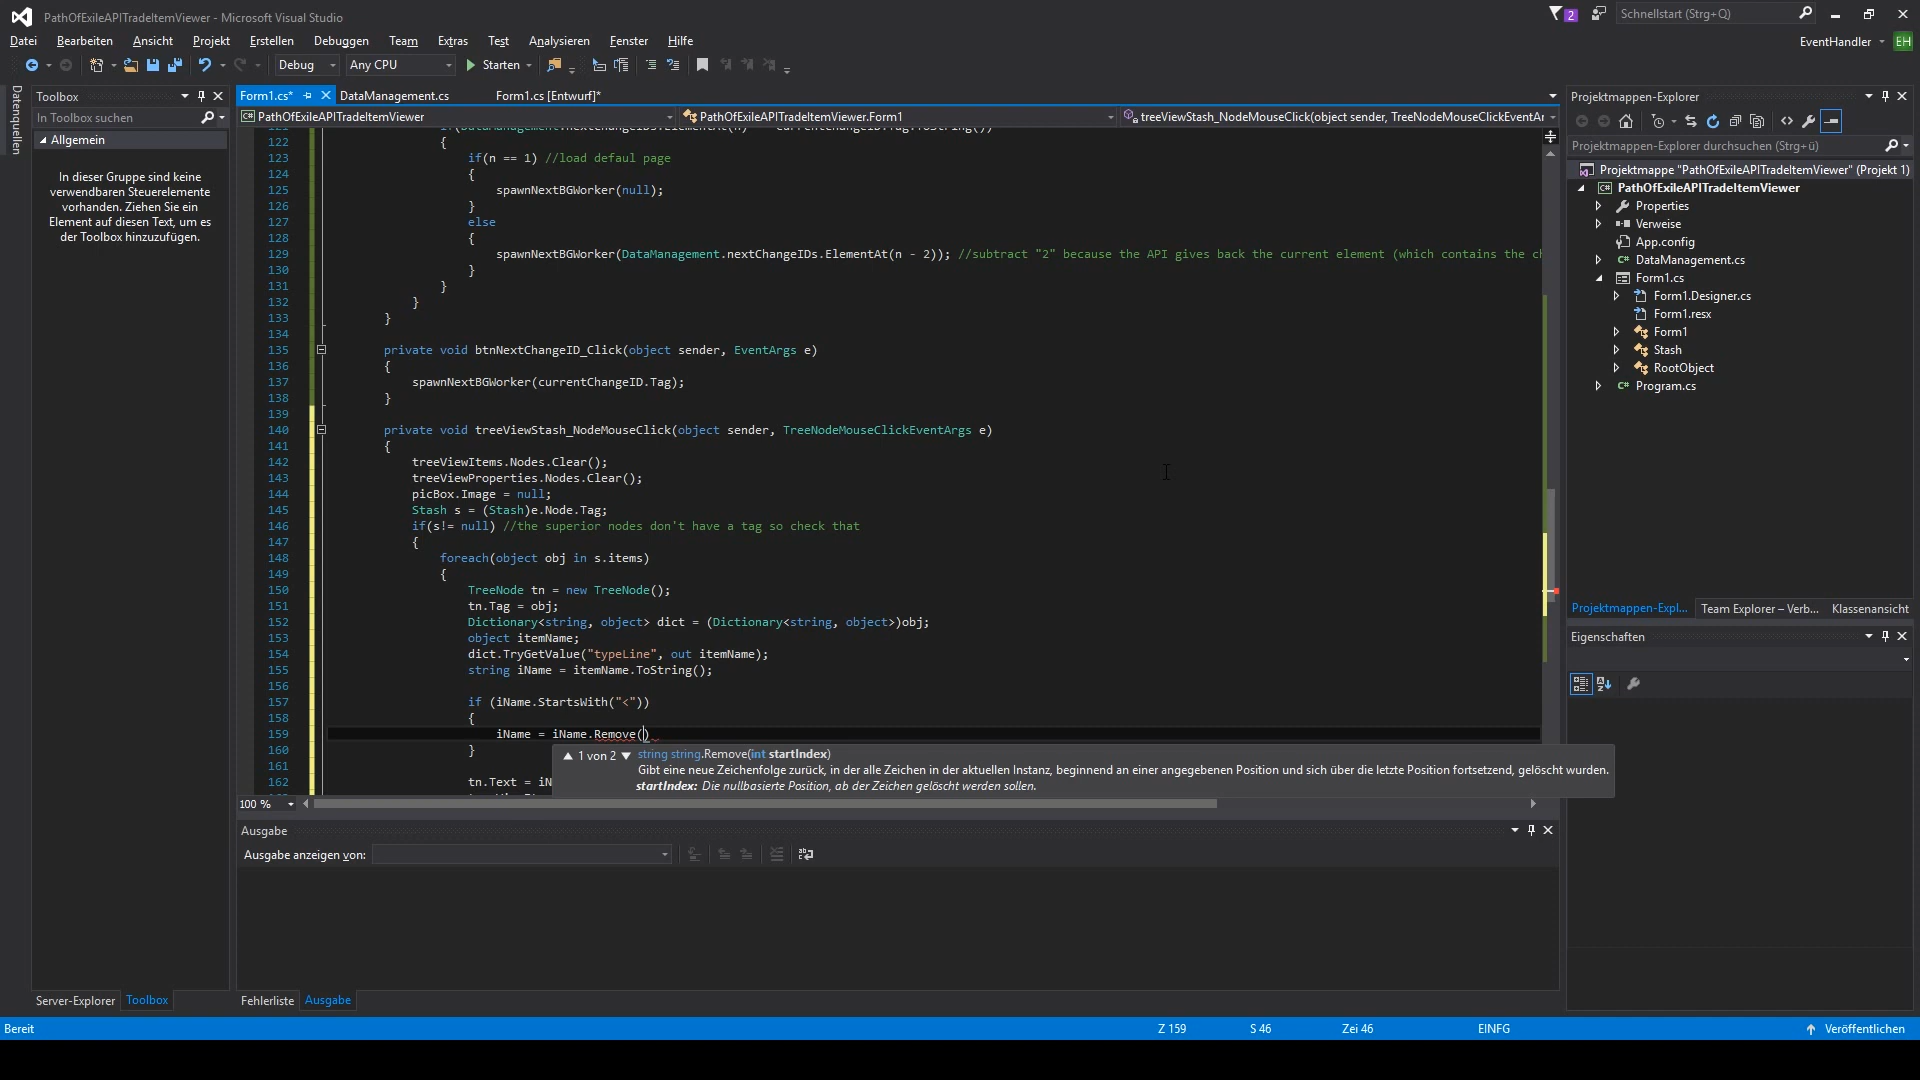 PathOfExileAPITradeItemViewer - Microsoft Visual Studio
2
Schnellstart (Strg+Q)
Datei Bearbeiten Ansicht Projekt Erstellen Debuggen Team Extras Test Analysieren Fenster Hilfe
EventHandler EH
Debug Any CPU Starten
Datenquellen
Toolbox
In Toolbox suchen
Allgemein
In dieser Gruppe sind keine
verwendbaren Steuerelemente
vorhanden. Ziehen Sie ein
Element auf diesen Text, um es
der Toolbox hinzuzufügen.
Server-Explorer Toolbox
Form1.cs* DataManagement.cs Form1.cs [Entwurf]*
PathOfExileAPITradeItemViewer PathOfExileAPITradeItemViewer.Form1 treeViewStash_NodeMouseClick(object sender, TreeNodeMouseClickEventAr
122 {
123 if(n == 1) //load defaul page
124 {
125 spawnNextBGWorker(null);
126 }
127 else
128 {
129 spawnNextBGWorker(DataManagement.nextChangeIDs.ElementAt(n - 2)); //subtract "2" because the API gives back the current element (which contains the ch
130 }
131 }
132 }
133 }
134
135 private void btnNextChangeID_Click(object sender, EventArgs e)
136 {
137 spawnNextBGWorker(currentChangeID.Tag);
138 }
139
140 private void treeViewStash_NodeMouseClick(object sender, TreeNodeMouseClickEventArgs e)
141 {
142 treeViewItems.Nodes.Clear();
143 treeViewProperties.Nodes.Clear();
144 picBox.Image = null;
145 Stash s = (Stash)e.Node.Tag;
146 if(s!= null) //the superior nodes don't have a tag so check that
147 {
148 foreach(object obj in s.items)
149 {
150 TreeNode tn = new TreeNode();
151 tn.Tag = obj;
152 Dictionary<string, object> dict = (Dictionary<string, object>)obj;
153 object itemName;
154 dict.TryGetValue("typeLine", out itemName);
155 string iName = itemName.ToString();
156
157 if (iName.StartsWith("<"))
158 {
159 iName = iName.Remove()
160 }
161
162 tn.Text = iN
1 von 2 string string.Remove(int startIndex)
Gibt eine neue Zeichenfolge zurück, in der alle Zeichen in der aktuellen Instanz, beginnend an einer angegebenen Position und sich über die letzte Position fortsetzend, gelöscht wurden.
startIndex: Die nullbasierte Position, ab der Zeichen gelöscht werden sollen.
100 %
Ausgabe
Ausgabe anzeigen von:
Fehlerliste Ausgabe
Projektmappen-Explorer
Projektmappen-Explorer durchsuchen (Strg+ü)
Projektmappe "PathOfExileAPITradeItemViewer" (Projekt 1)
C# PathOfExileAPITradeItemViewer
Properties
Verweise
App.config
C# DataManagement.cs
Form1.cs
Form1.Designer.cs
Form1.resx
Form1
Stash
RootObject
C# Program.cs
Projektmappen-Expl... Team Explorer – Verb... Klassenansicht
Eigenschaften
Bereit Z 159 S 46 Zei 46 EINFG Veröffentlichen